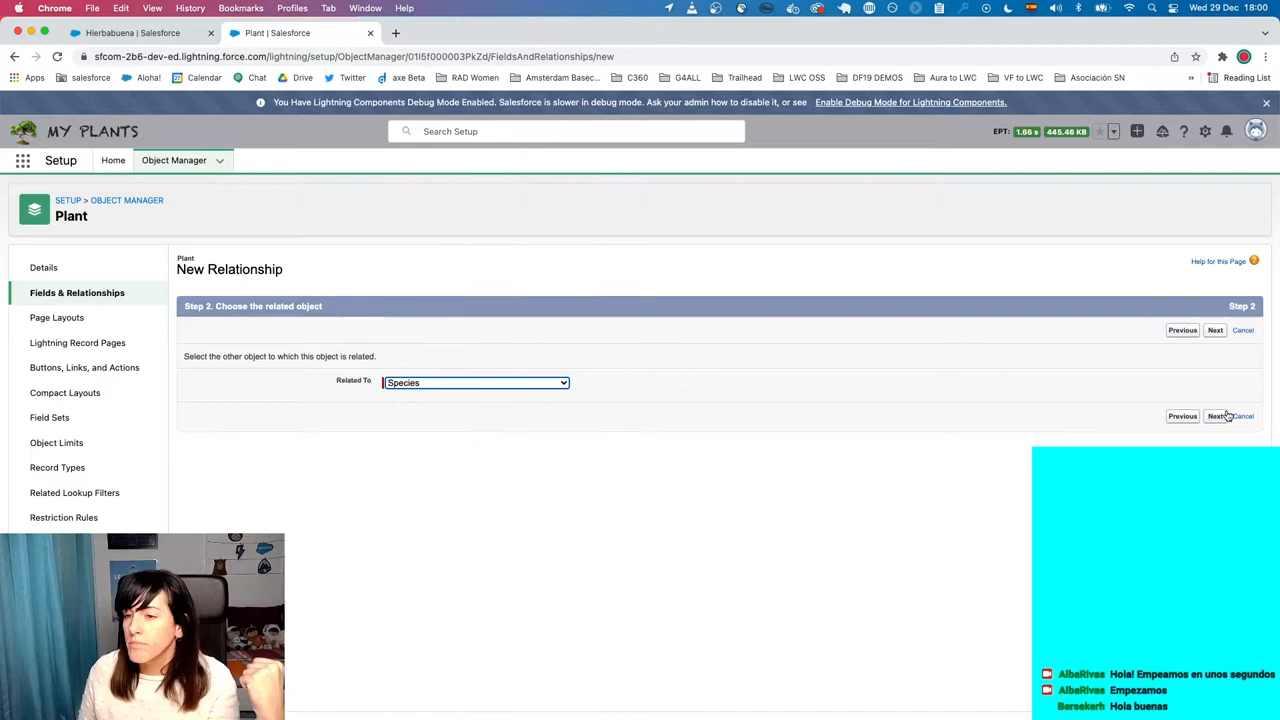 Chrome File Edit View History Bookmarks Profiles Tab Window Help
Wed 29 Dec 18:00
Hierbabuena | Salesforce
Plant | Salesforce
sfcom-2b6-dev-ed.lightning.force.com/lightning/setup/ObjectManager/01I5f000003PkZd/FieldsAndRelationships/new
Apps salesforce Aloha! Calendar Chat Drive Twitter axe Beta RAD Women Amsterdam Basec... C360 G4ALL Trailhead LWC OSS DF19 DEMOS Aura to LWC VF to LWC Asociación SN » Reading List
You Have Lightning Components Debug Mode Enabled. Salesforce is slower in debug mode. Ask your admin how to disable it, or see Enable Debug Mode for Lightning Components.
MY PLANTS
Search Setup
EPT: 1.66 s 445.46 KB
Setup Home Object Manager
SETUP > OBJECT MANAGER
Plant
Details
Fields & Relationships
Page Layouts
Lightning Record Pages
Buttons, Links, and Actions
Compact Layouts
Field Sets
Object Limits
Record Types
Related Lookup Filters
Restriction Rules
Plant
New Relationship
Help for this Page
Step 2. Choose the related object
Step 2
Previous Next Cancel
Select the other object to which this object is related.
Related To Species
Previous Next Cancel
AlbaRivas Hola! Empeamos en unos segundos
AlbaRivas Empezamos
Bersekerh Hola buenas